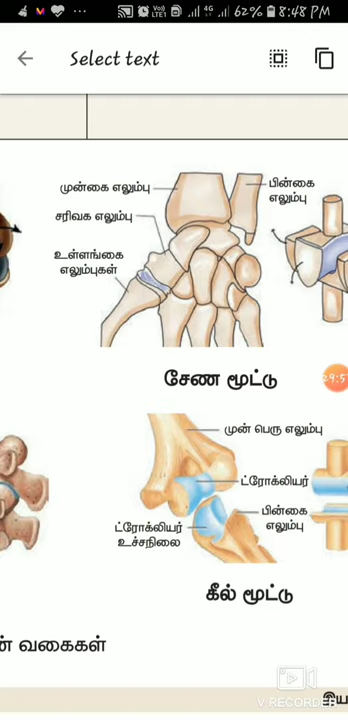 62% 8:48 PM
Select text
முன்கை எலும்பு
பின்கை
எலும்பு
சரிவக எலும்பு
உள்ளங்கை
எலும்புகள்
சேண மூட்டு
முன் பெரு எலும்பு
ட்ரோக்லியர்
பின்கை
எலும்பு
ட்ரோக்லியர்
உச்சநிலை
கீல் மூட்டு
ன் வகைகள்
V RECORDER
இய